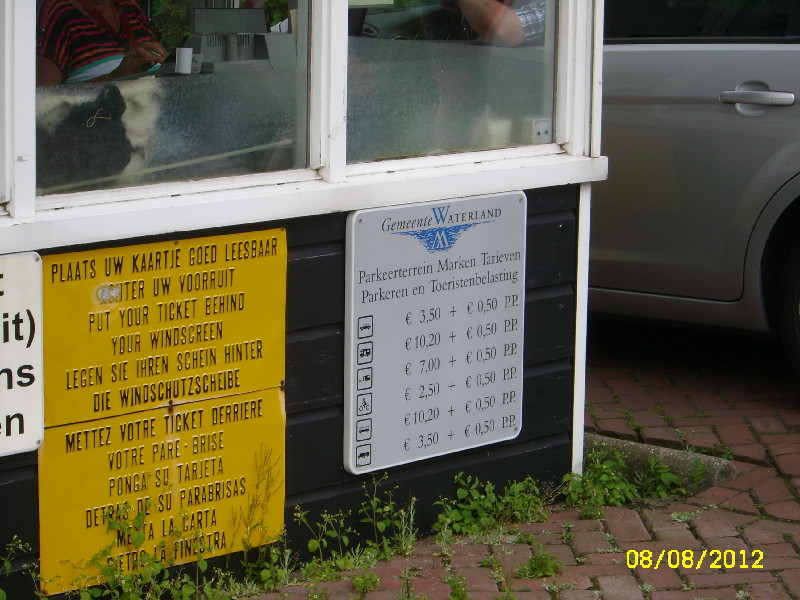 t
it)
ns
en
PLAATS UW KAARTJE GOED LEESBAAR
ACHTER UW VOORRUIT
PUT YOUR TICKET BEHIND
YOUR WINDSCREEN
LEGEN SIE IHREN SCHEIN HINTER
DIE WINDSCHUTZSCHEIBE
METTEZ VOTRE TICKET DERRIERE
VOTRE PARE-BRISE
PONGA SU TARJETA
DETRAS DE SU PARABRISAS
META LA CARTA
DIETRO LA FINESTRA
Gemeente WATERLAND
Parkeerterrein Marken Tarieven
Parkeren en Toeristenbelasting
€ 3,50 + € 0,50 P.P.
€ 10,20 + € 0,50 P.P.
€ 7,00 + € 0,50 P.P.
€ 2,50 + € 0,50 P.P.
€ 10,20 + € 0,50 P.P.
€ 3,50 + € 0,50 P.P.
08/08/2012